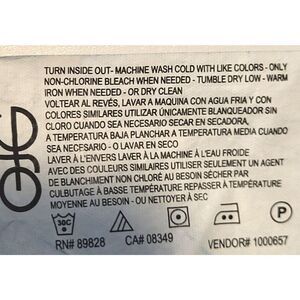 TURN INSIDE OUT- MACHINE WASH COLD WITH LIKE COLORS - ONLY
NON-CHLORINE BLEACH WHEN NEEDED - TUMBLE DRY LOW - WARM
IRON WHEN NEEDED - OR DRY CLEAN
VOLTEAR AL REVÉS, LAVAR A MAQUINA CON AGUA FRIA Y CON
COLORES SIMILARES UTILIZAR ÚNICAMENTE BLANQUEADOR SIN
CLORO CUANDO SEA NECESARIO SECAR EN SECADORA,
A TEMPERATURA BAJA PLANCHAR A TEMPERATURA MEDIA CUANDO
SEA NECESARIO - O LAVAR EN SECO
LAVER À L'ENVERS LAVER À LA MACHINE À L'EAU FROIDE
AVEC DES COULEURS SIMILAIRES UTILISER SEULEMENT UN AGENT
DE BLANCHIMENT NON CHLORÉ AU BESOIN SÉCHER PAR
CULBUTAGE À BASSE TEMPÉRATURE REPASSER À TEMPÉRATURE
MOYENNE AU BESOIN - OU NETTOYER À SEC
30C
P
RN# 89828 CA# 08349 VENDOR# 1000657